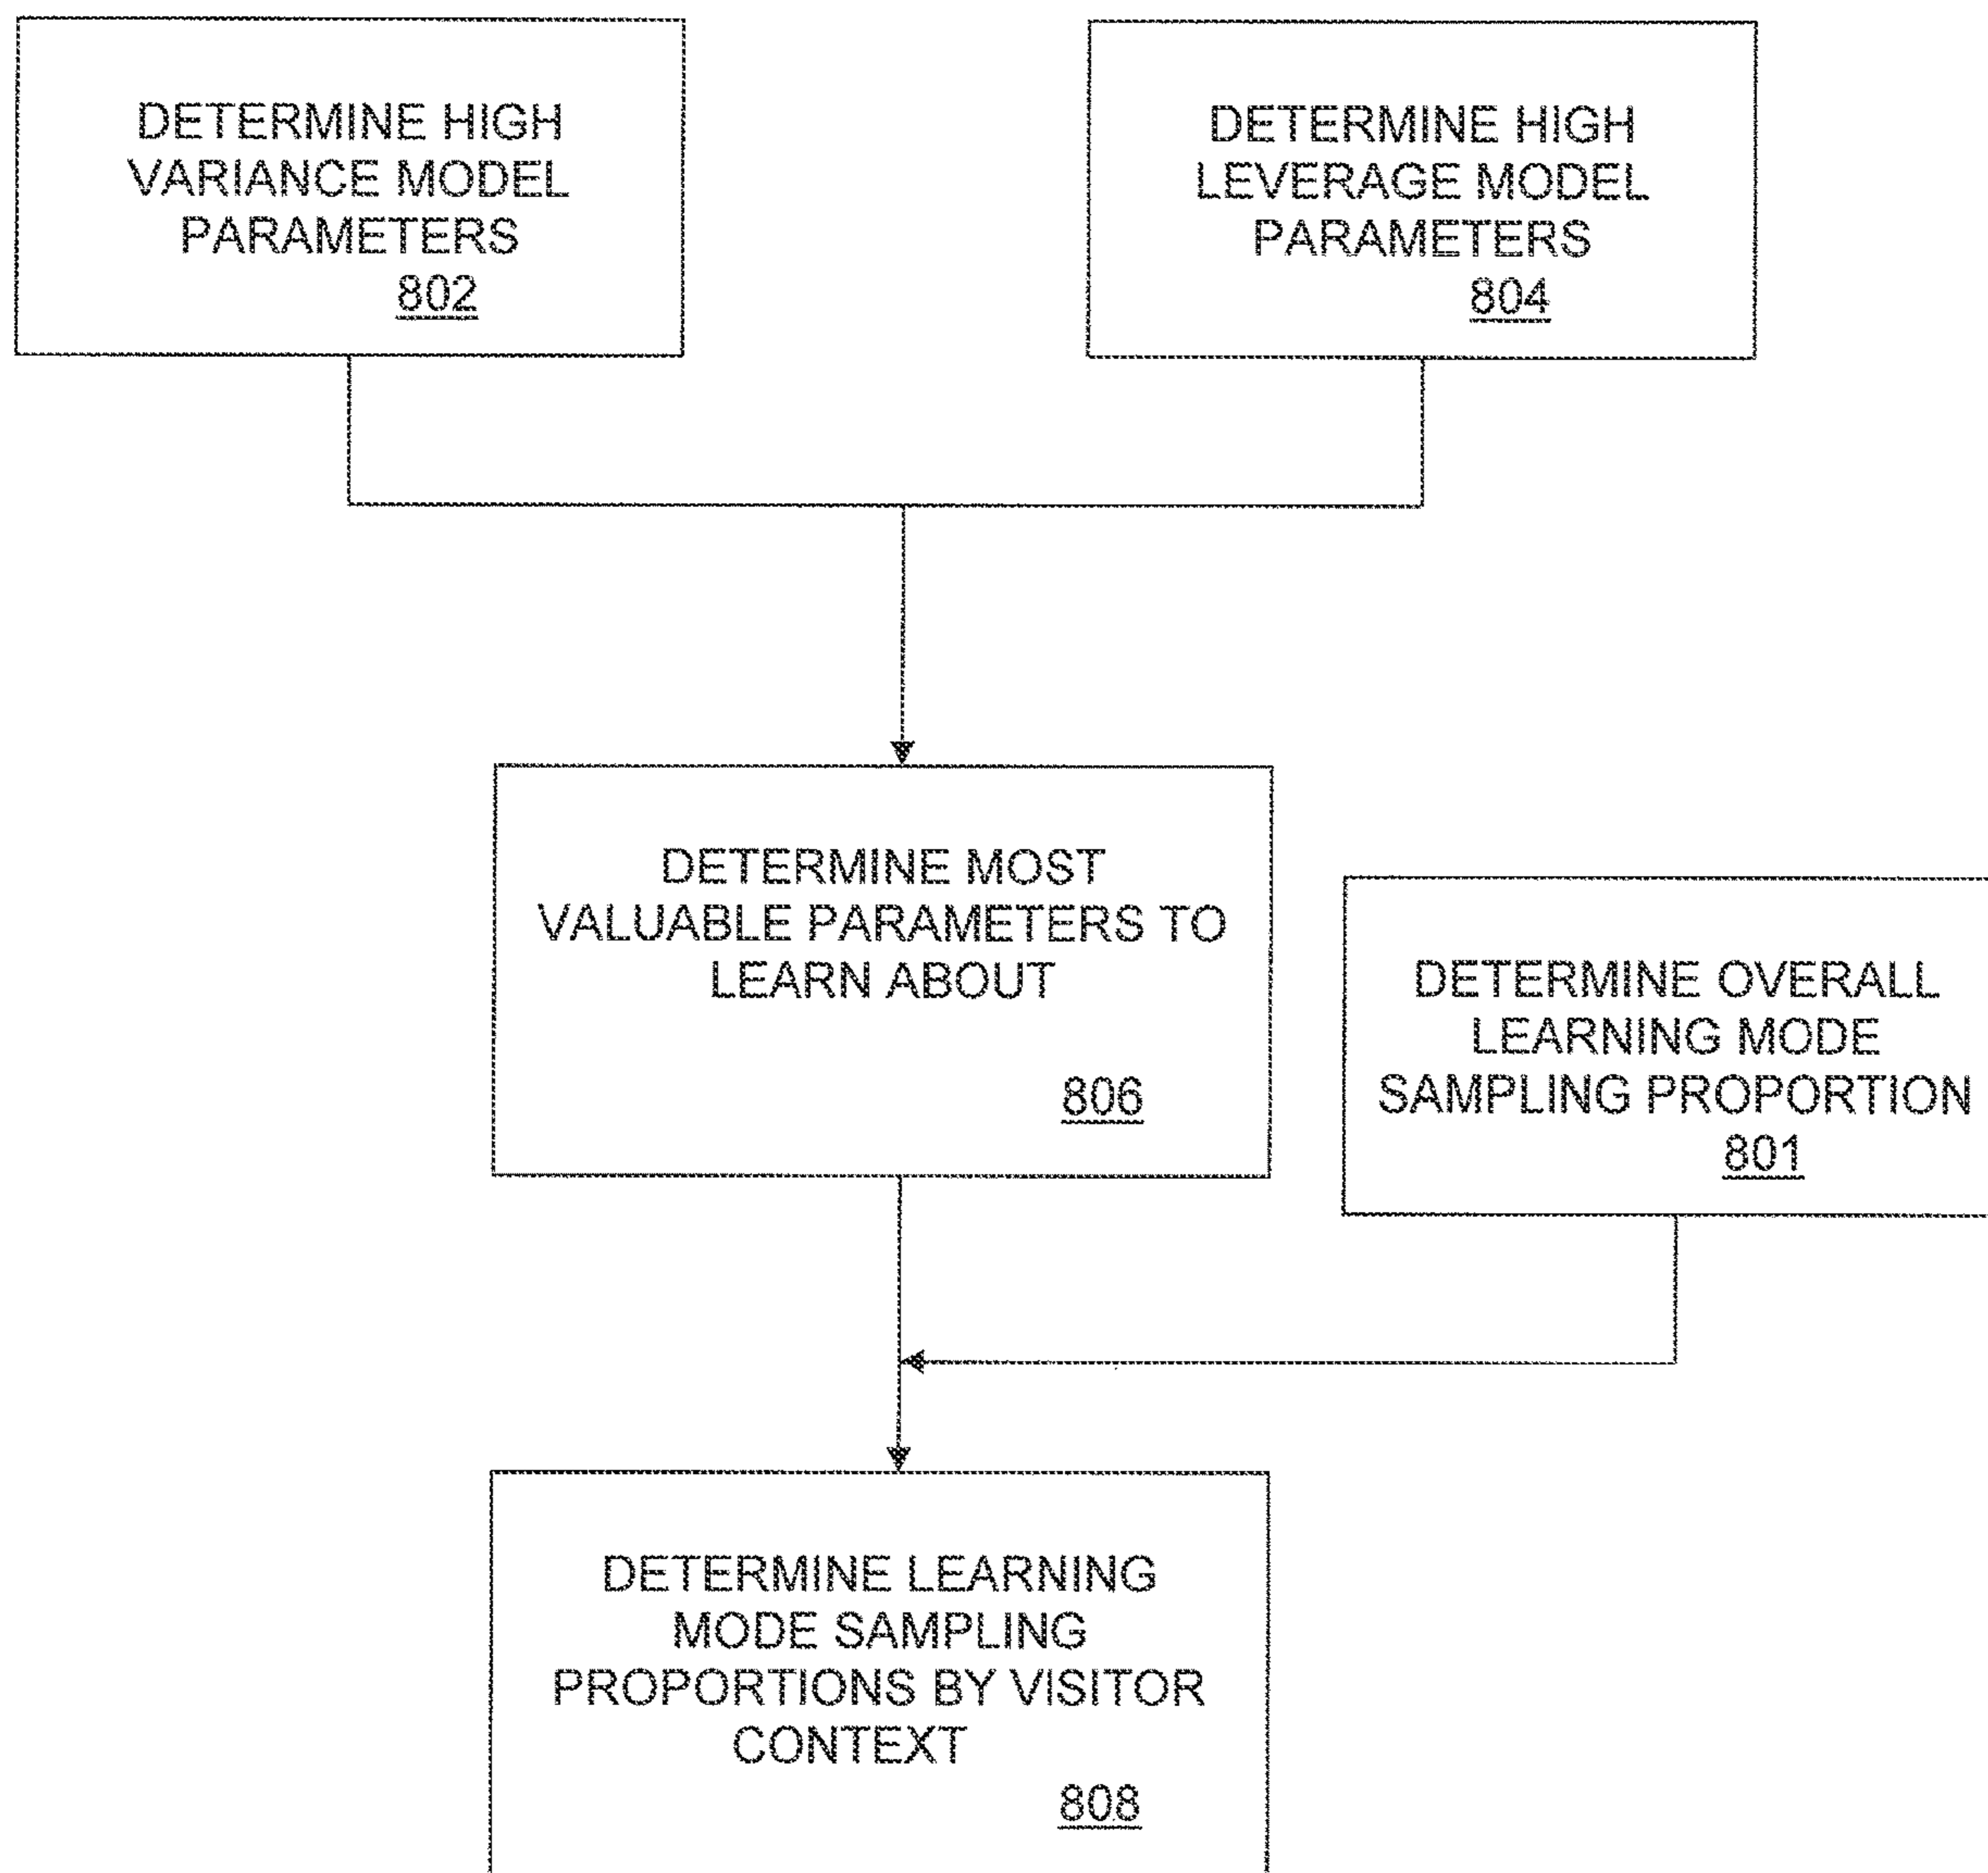 DETERMINE HIGH
VARIANCE MODEL
PARAMETERS
802
DETERMINE HIGH
LEVERAGE MODEL
PARAMETERS
804
DETERMINE MOST
VALUABLE PARAMETERS TO
LEARN ABOUT
806
DETERMINE OVERALL
LEARNING MODE
SAMPLING PROPORTION
801
DETERMINE LEARNING
MODE SAMPLING
PROPORTIONS BY VISITOR
CONTEXT
808